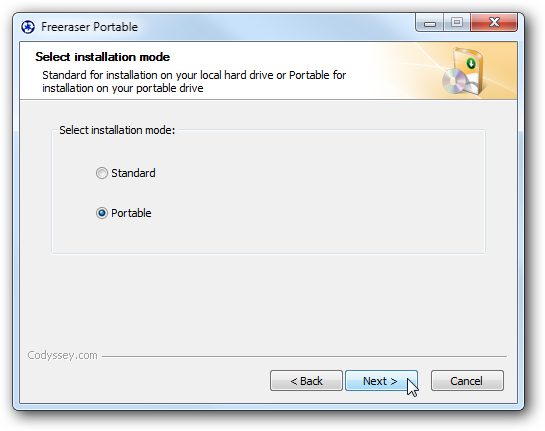 Freeraser Portable
Select installation mode
Standard for installation on your local hard drive or Portable for
installation on your portable drive
Select installation mode:
Standard
Portable
Codyssey.com
< Back
Next >
Cancel